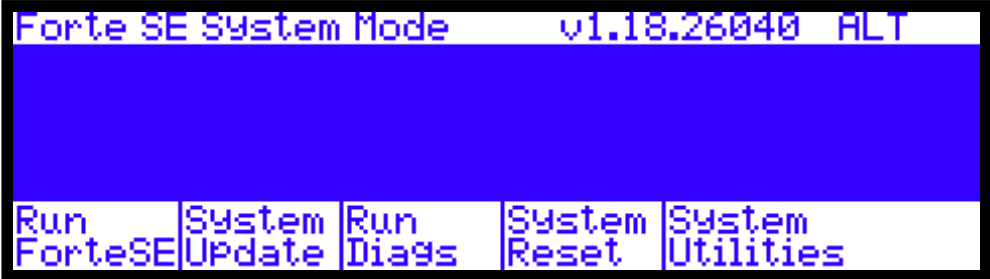 Forte SE System Mode v1.18.26040 ALT
Run ForteSE
System Update
Run Diags
System Reset
System Utilities